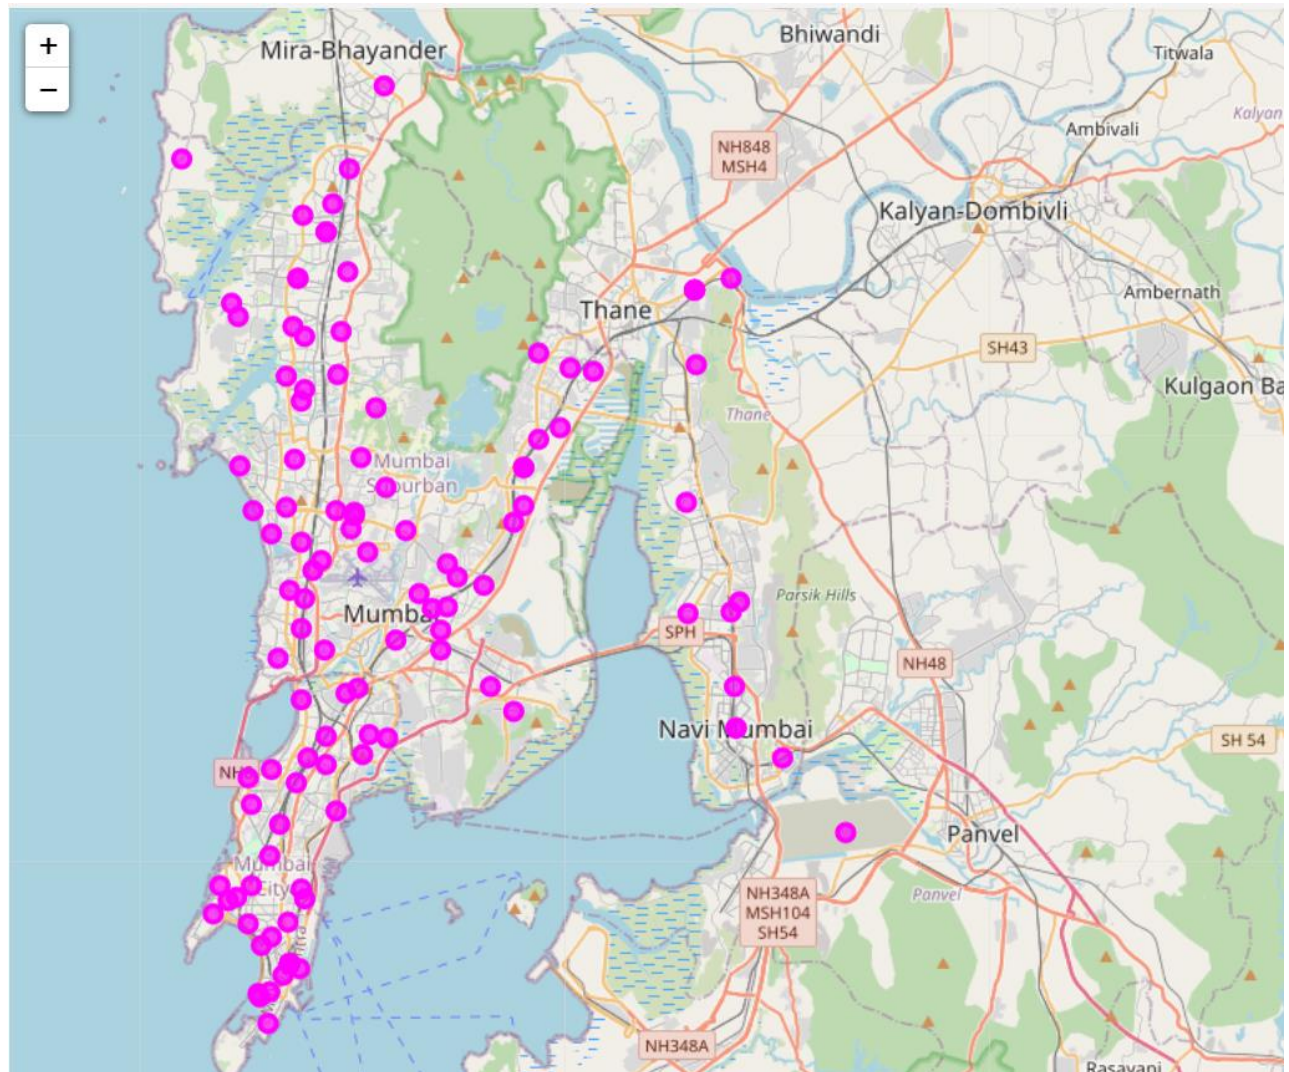 +
−
Mira-Bhayander
Bhiwandi
Titwala
Kalyan
Ambivali
NH848
MSH4
Kalyan-Dombivli
Thane
Ambernath
SH43
Kulgaon Ba
Thane
Mumbai
Suburban
Parsik Hills
Mumba
SPH
NH48
Navi Mumbai
SH 54
NH
Panvel
Mumbai
City
NH348A
MSH104
SH54
Panvel
NH348A
Rasayani